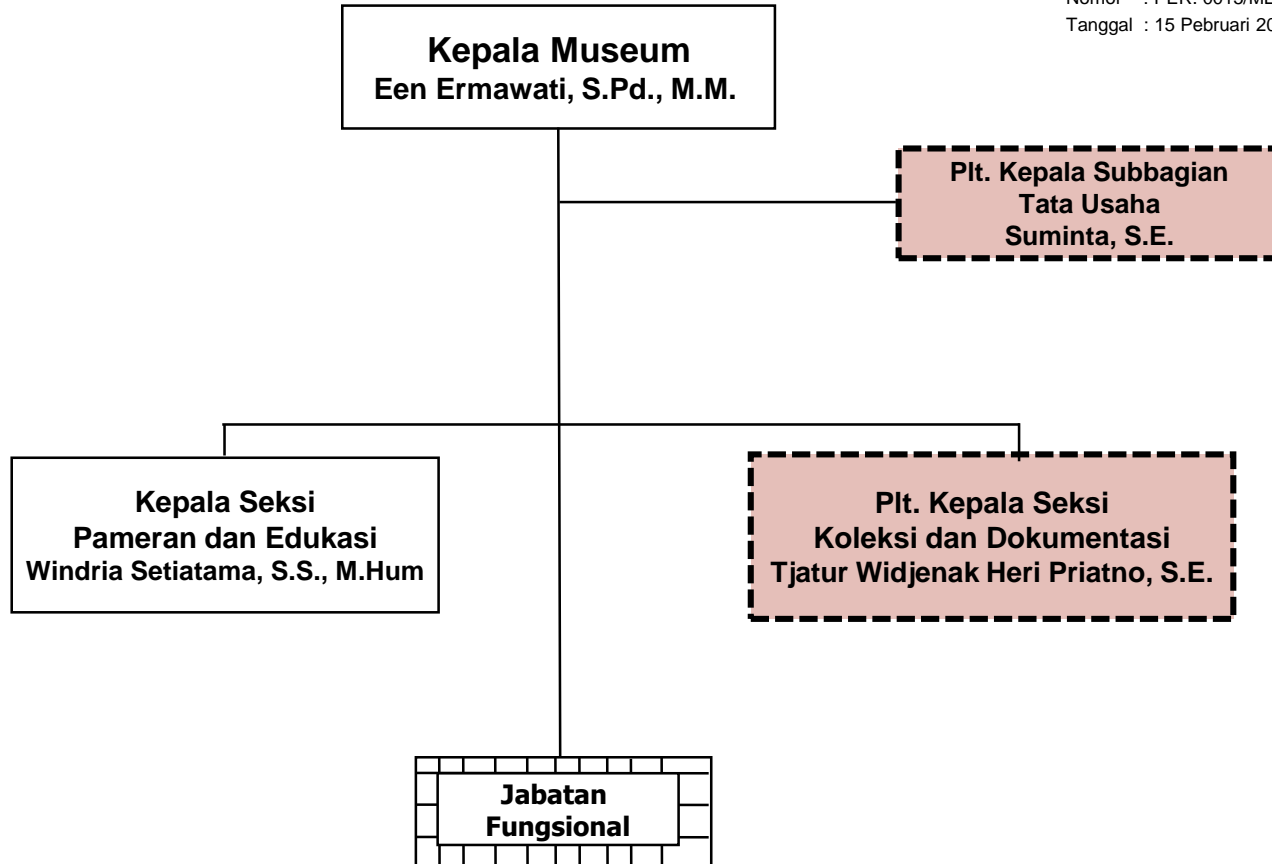 Tanggal : 15 Pebruari
Kepala Museum
Een Ermawati, S.Pd., M.M.
Plt. Kepala Subbagian
Tata Usaha
Suminta, S.E.
Kepala Seksi
Pameran dan Edukasi
Windria Setiatama, S.S., M.Hum
Plt. Kepala Seksi
Koleksi dan Dokumentasi
Tjatur Widjenak Heri Priatno, S.E.
Jabatan
Fungsional